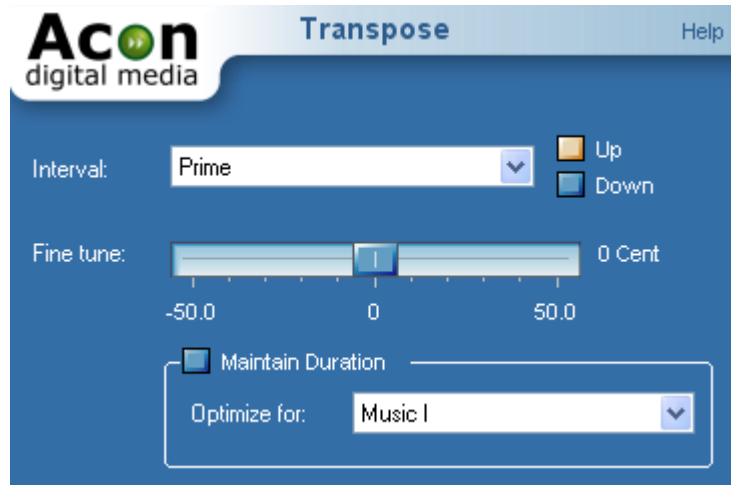 Acon
digital media
Transpose
Help
Interval:
Prime
Up
Down
Fine tune:
0 Cent
-50.0
0
50.0
Maintain Duration
Optimize for:
Music I